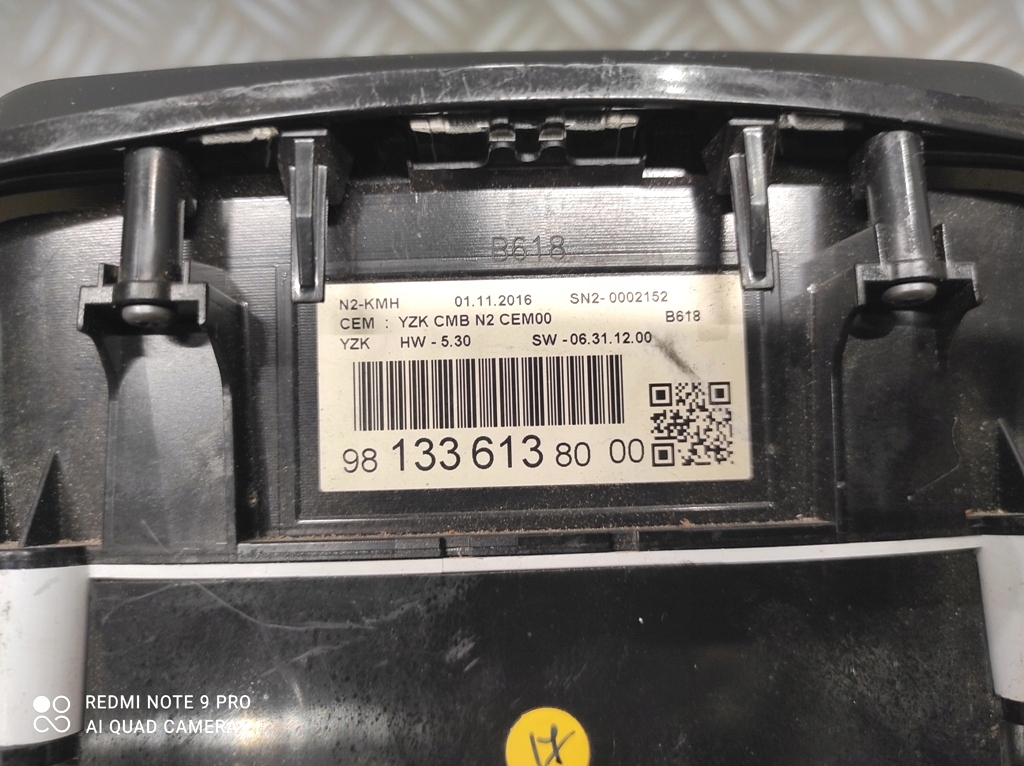 B618
N2-KMH 01.11.2016 SN2- 0002152
CEM : YZK CMB N2 CEM00 B618
YZK HW - 5.30 SW - 06.31.12.00
98 133 613 80 00
REDMI NOTE 9 PRO
AI QUAD CAMERA